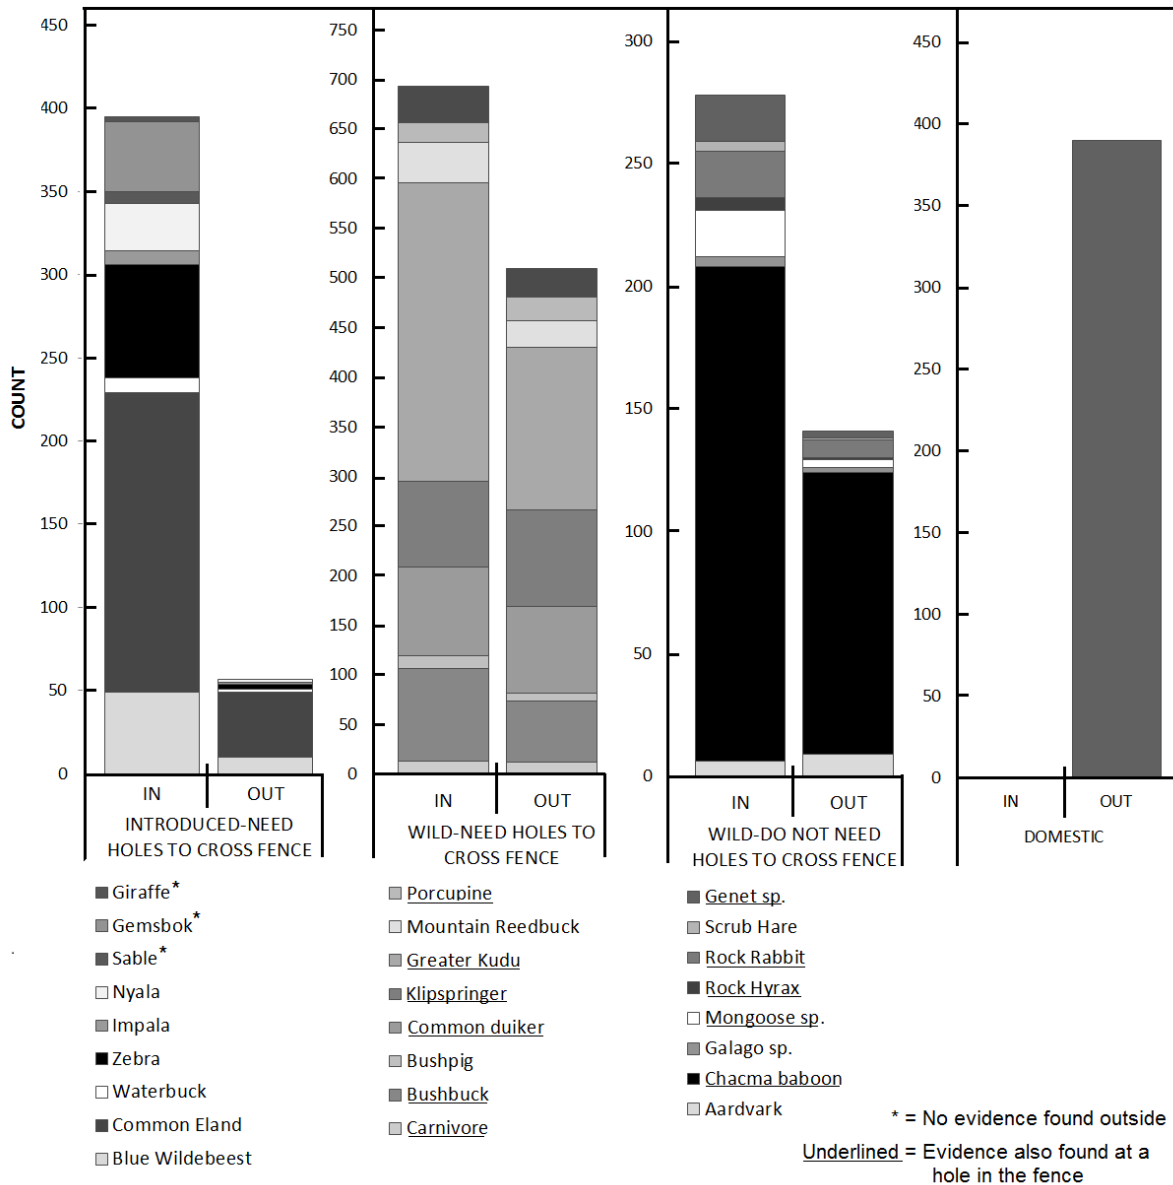 COUNT
450
400
350
300
250
200
150
100
50
0
IN
OUT
INTRODUCED-NEED
HOLES TO CROSS FENCE
750
700
650
600
550
500
450
400
350
300
250
200
150
100
50
0
IN
OUT
WILD-NEED HOLES TO
CROSS FENCE
300
250
200
150
100
50
0
IN
OUT
WILD-DO NOT NEED
HOLES TO CROSS FENCE
450
400
350
300
250
200
150
100
50
0
IN
OUT
DOMESTIC
Giraffe*
Gemsbok*
Sable*
Nyala
Impala
Zebra
Waterbuck
Common Eland
Blue Wildebeest
Porcupine
Mountain Reedbuck
Greater Kudu
Klipspringer
Common duiker
Bushpig
Bushbuck
Carnivore
Genet sp.
Scrub Hare
Rock Rabbit
Rock Hyrax
Mongoose sp.
Galago sp.
Chacma baboon
Aardvark
* = No evidence found outside
Underlined = Evidence also found at a
hole in the fence